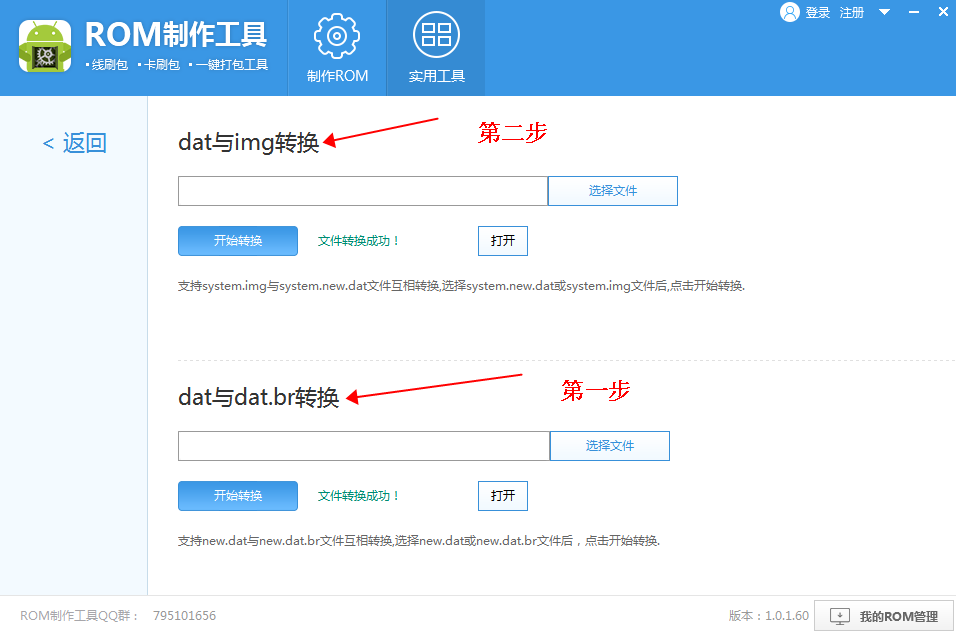 登录 注册
ROM制作工具
·线刷包 ·卡刷包 ·一键打包工具
制作ROM
实用工具
< 返回
dat与img转换
第二步
选择文件
开始转换 文件转换成功！ 打开
支持system.img与system.new.dat文件互相转换,选择system.new.dat或system.img文件后,点击开始转换.
dat与dat.br转换
第一步
选择文件
开始转换 文件转换成功！ 打开
支持new.dat与new.dat.br文件互相转换,选择new.dat或new.dat.br文件后，点击开始转换.
ROM制作工具QQ群： 795101656
版本：1.0.1.60
我的ROM管理